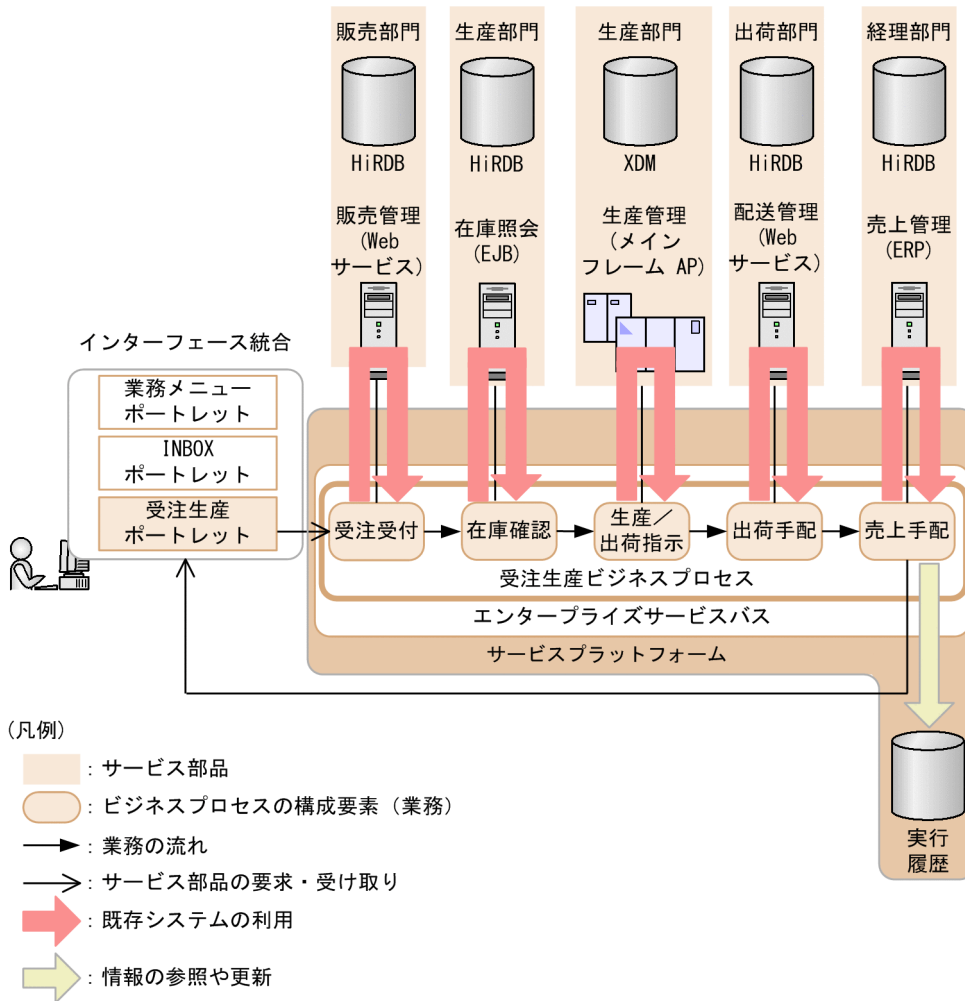 販売部門
生産部門
生産部門
出荷部門
経理部門
HiRDB
HiRDB
XDM
HiRDB
HiRDB
販売管理
(Web
サービス)
在庫照会
(EJB)
生産管理
(メイン
フレーム AP)
配送管理
(Web
サービス)
売上管理
(ERP)
インターフェース統合
業務メニュー
ポートレット
INBOX
ポートレット
受注生産
ポートレット
受注受付
在庫確認
生産／
出荷指示
出荷手配
売上手配
受注生産ビジネスプロセス
エンタープライズサービスバス
サービスプラットフォーム
実行
履歴
(凡例)
: サービス部品
: ビジネスプロセスの構成要素（業務）
: 業務の流れ
: サービス部品の要求・受け取り
: 既存システムの利用
: 情報の参照や更新